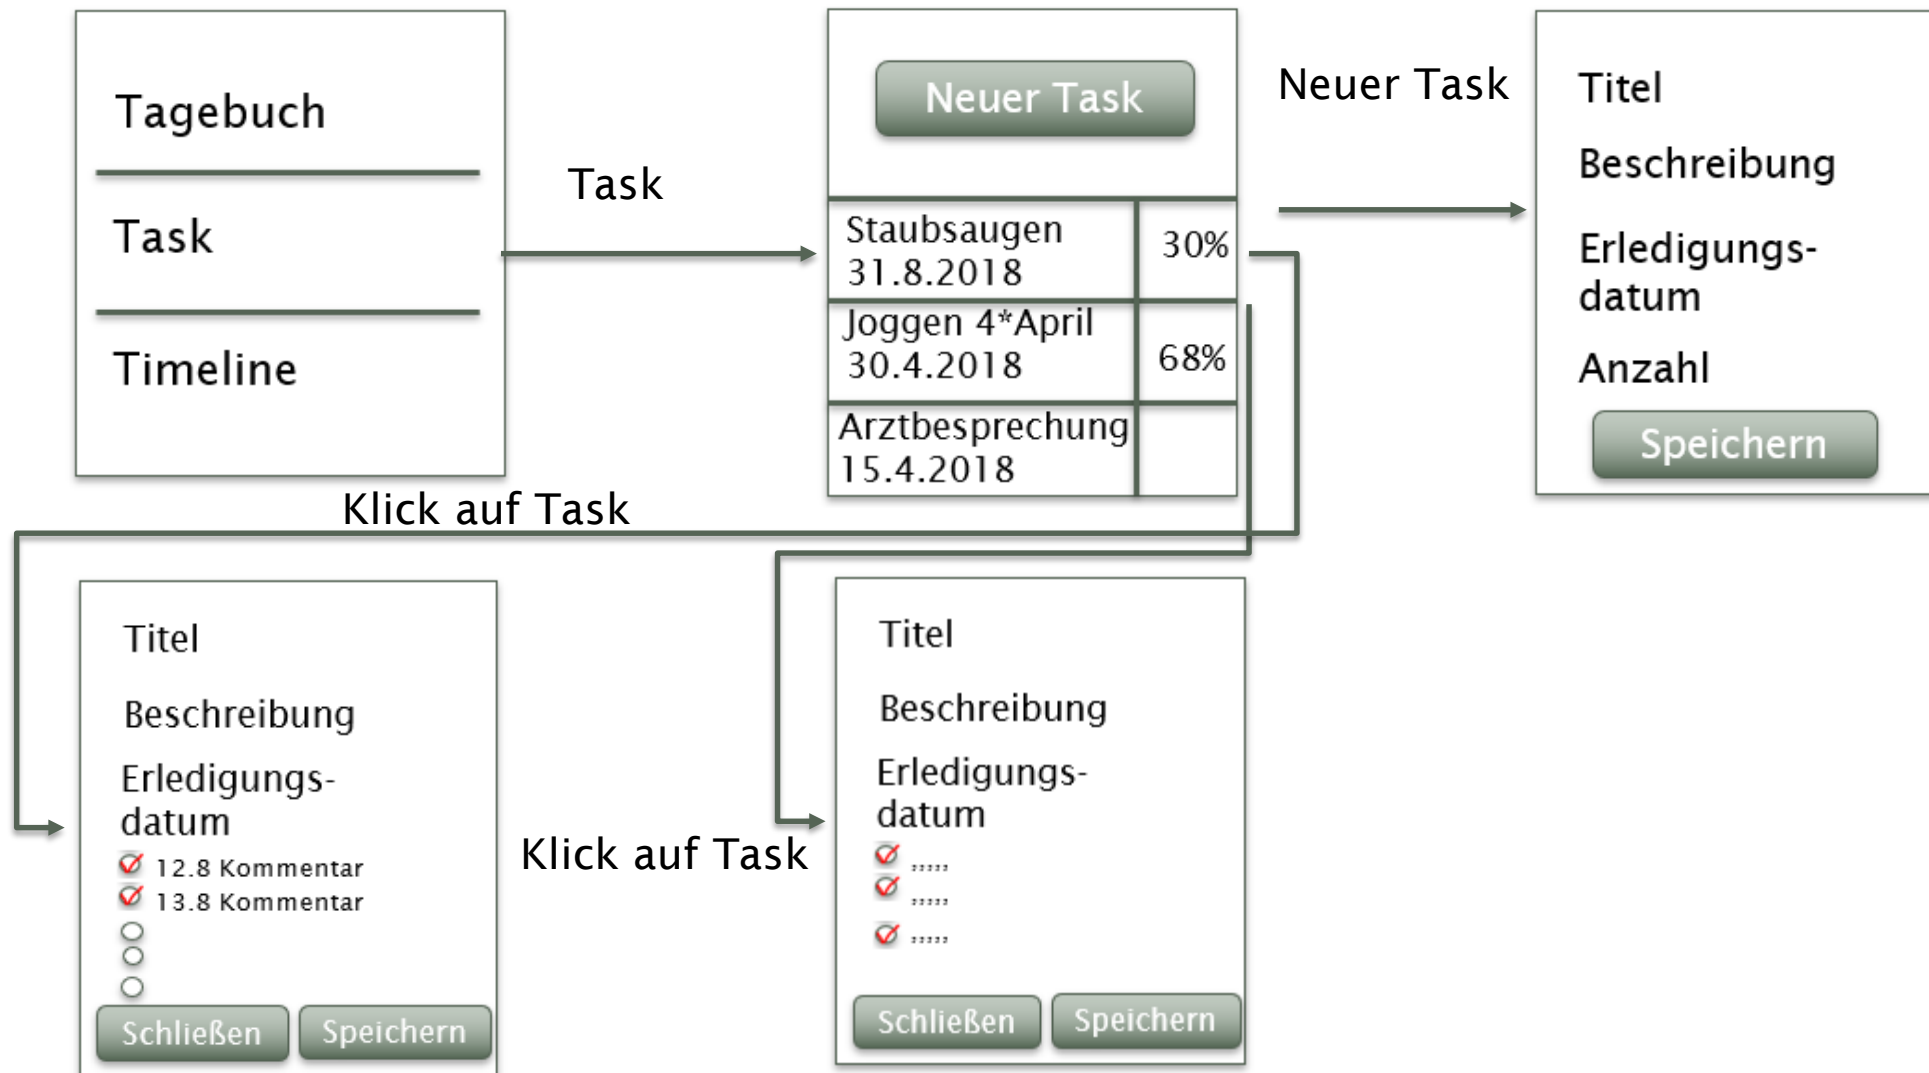 Tagebuch
Task
Timeline
Task
Neuer Task
Staubsaugen
31.8.2018
30%
Joggen 4*April
30.4.2018
68%
Arztbesprechung
15.4.2018
Neuer Task
Titel
Beschreibung
Erledigungs-
datum
Anzahl
Speichern
Klick auf Task
Titel
Beschreibung
Erledigungs-
datum
12.8 Kommentar
13.8 Kommentar
Schließen
Speichern
Klick auf Task
Titel
Beschreibung
Erledigungs-
datum
,,,,,
,,,,,
,,,,,
Schließen
Speichern